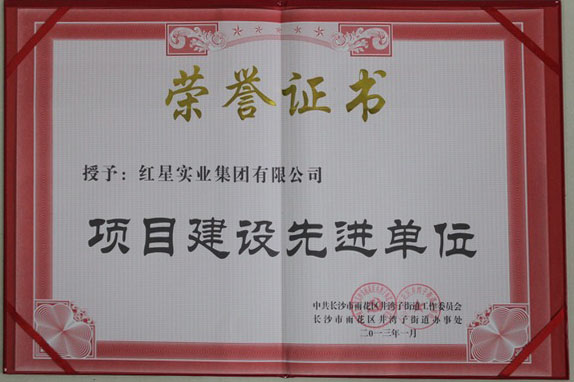 荣誉证书
授予：红星实业集团有限公司
项目建设先进单位
中共长沙市雨花区井湾子街道工作委员会
长沙市雨花区井湾子街道办事处
二〇一三年一月